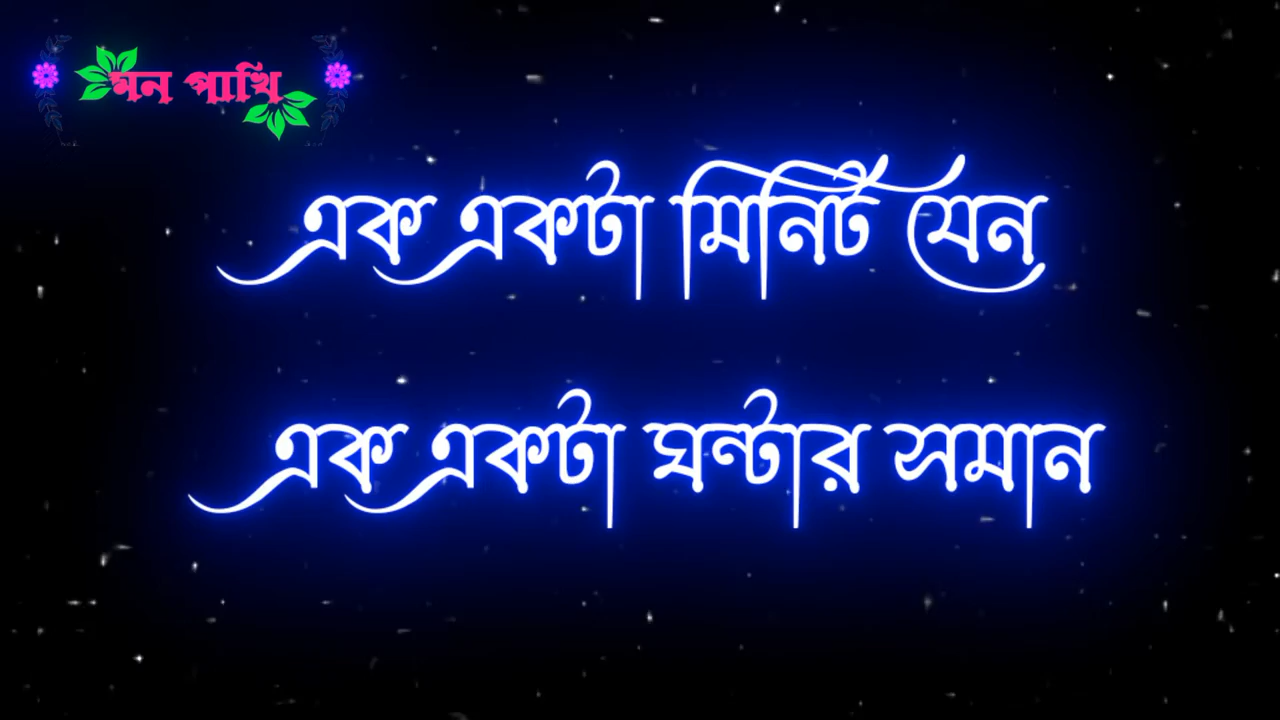 মন পাখি
এক একটা মিনিট যেন
এক একটা ঘন্টার সমান